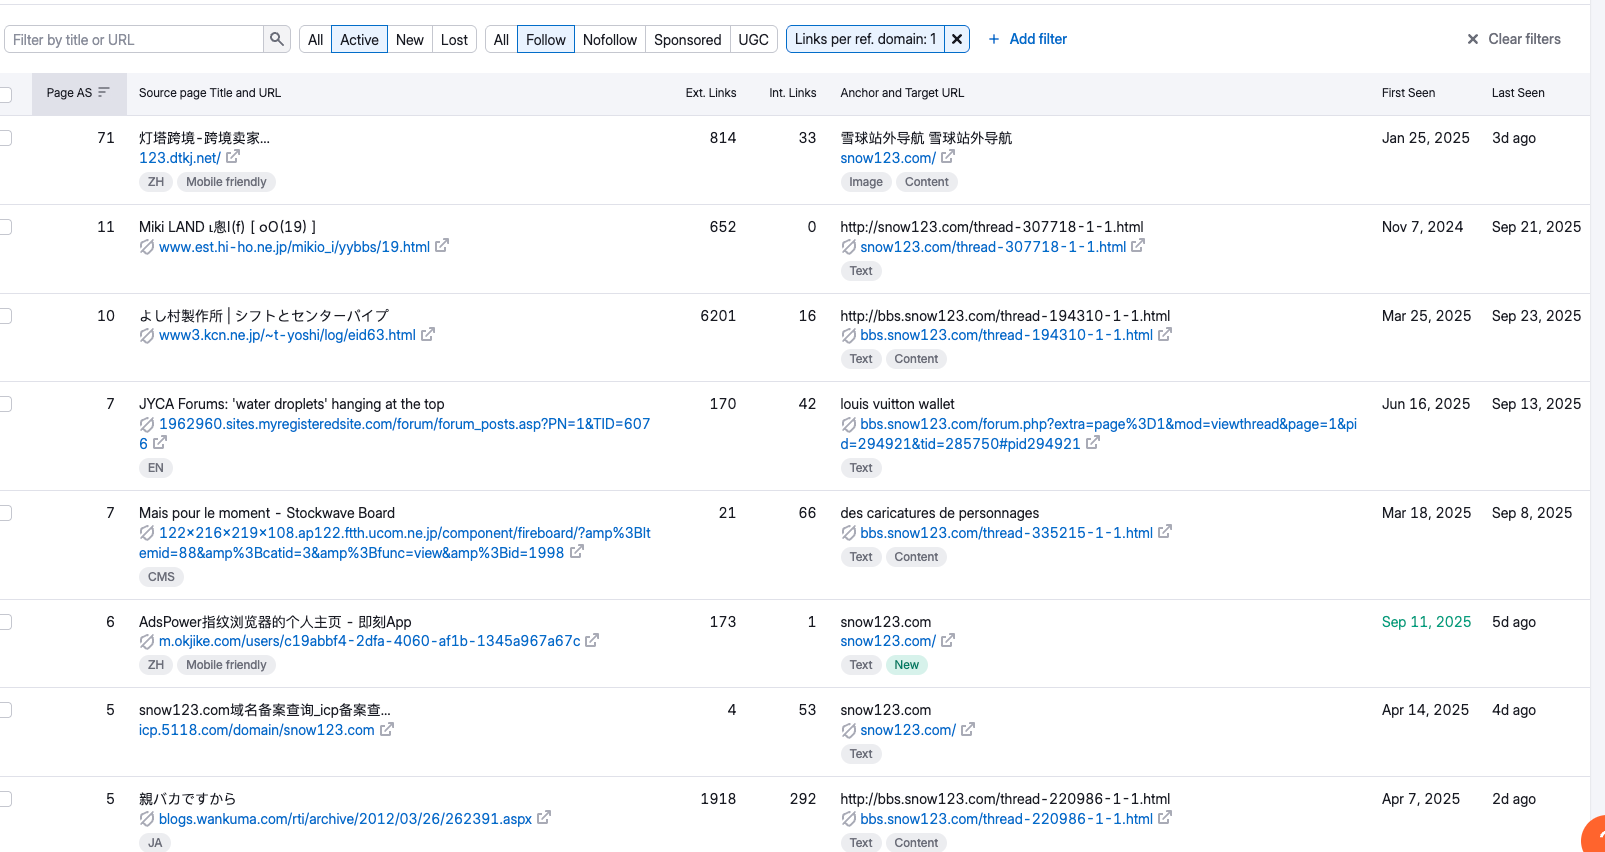 Filter by title or URL
All Active New Lost
All Follow Nofollow Sponsored UGC
Links per ref. domain: 1
+ Add filter
Clear filters
Page AS Source page Title and URL Ext. Links Int. Links Anchor and Target URL First Seen Last Seen
71 灯塔跨境-跨境卖家... 814 33 雪球站外导航 雪球站外导航 Jan 25, 2025 3d ago
123.dtkj.net/ snow123.com/
ZH Mobile friendly Image Content
11 Miki LAND [ oO(19) ] 652 0 http://snow123.com/thread-307718-1-1.html Nov 7, 2024 Sep 21, 2025
www.est.hi-ho.ne.jp/mikio_i/yybbs/19.html snow123.com/thread-307718-1-1.html
Text
10 よし村製作所 | シフトとセンターパイプ 6201 16 http://bbs.snow123.com/thread-194310-1-1.html Mar 25, 2025 Sep 23, 2025
www3.kcn.ne.jp/~t-yoshi/log/eid63.html bbs.snow123.com/thread-194310-1-1.html
Text Content
7 JYCA Forums: 'water droplets' hanging at the top 170 42 louis vuitton wallet Jun 16, 2025 Sep 13, 2025
1962960.sites.myregisteredsite.com/forum/forum_posts.asp?PN=1&TID=607 bbs.snow123.com/forum.php?extra=page%3D1&mod=viewthread&page=1&pi
6 d=294921&tid=285750#pid294921
EN Text
7 Mais pour le moment - Stockwave Board 21 66 des caricatures de personnages Mar 18, 2025 Sep 8, 2025
122x216x219x108.ap122.ftth.ucom.ne.jp/component/fireboard/?amp%3BIt bbs.snow123.com/thread-335215-1-1.html
emid=88&amp%3Bcatid=3&amp%3Bfunc=view&amp%3Bid=1998 Text Content
CMS
6 AdsPower指纹浏览器的个人主页 - 即刻App 173 1 snow123.com Sep 11, 2025 5d ago
m.okjike.com/users/c19abbf4-2dfa-4060-af1b-1345a967a67c snow123.com/
ZH Mobile friendly Text New
5 snow123.com域名备案查询_icp备案查... 4 53 snow123.com Apr 14, 2025 4d ago
icp.5118.com/domain/snow123.com snow123.com/
Text
5 親バカですから 1918 292 http://bbs.snow123.com/thread-220986-1-1.html Apr 7, 2025 2d ago
blogs.wankuma.com/rti/archive/2012/03/26/262391.aspx bbs.snow123.com/thread-220986-1-1.html
JA Text Content